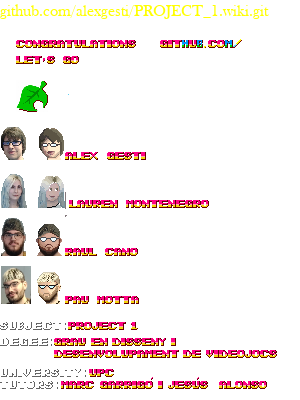 github.com/alexgesti/PROJECT_1.wiki.git
CONGRATULATIONS GITHUB.COM/
LET'S GO
ALEX GESTI
LAUREN MONTENEGRO
RAUL CANO
PAU MOTTA
SUBJECT:PROJECT 1
DEGEE:GRAU EN DISSENY I
DESENVOLUPAMENT DE VIDEOJOCS
UNIVERSITY:UPC
TUTORS:MARC GARRIGÓ I JESÚS ALONSO